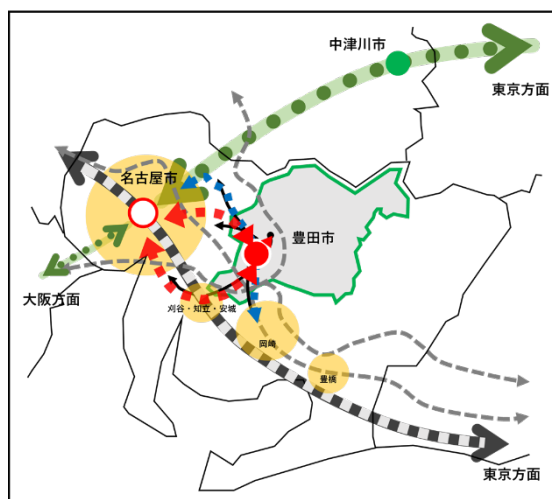 中津川市
東京方面
名古屋市
豊田市
大阪方面
刈谷・知立・安城
岡崎
豊橋
東京方面